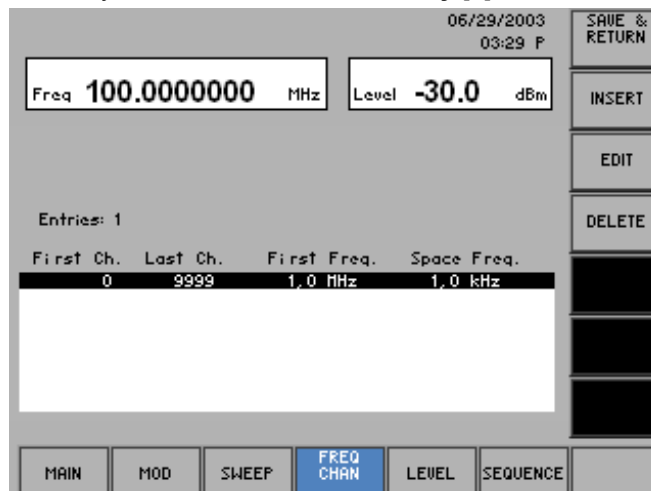 06/29/2003
03:29 P
Freq 100.0000000 MHz
Level -30.0 dBm
Entries: 1
First Ch. Last Ch. First Freq. Space Freq.
0 9999 1,0 MHz 1,0 kHz
SAVE &
RETURN
INSERT
EDIT
DELETE
MAIN
MOD
SWEEP
FREQ
CHAN
LEVEL
SEQUENCE